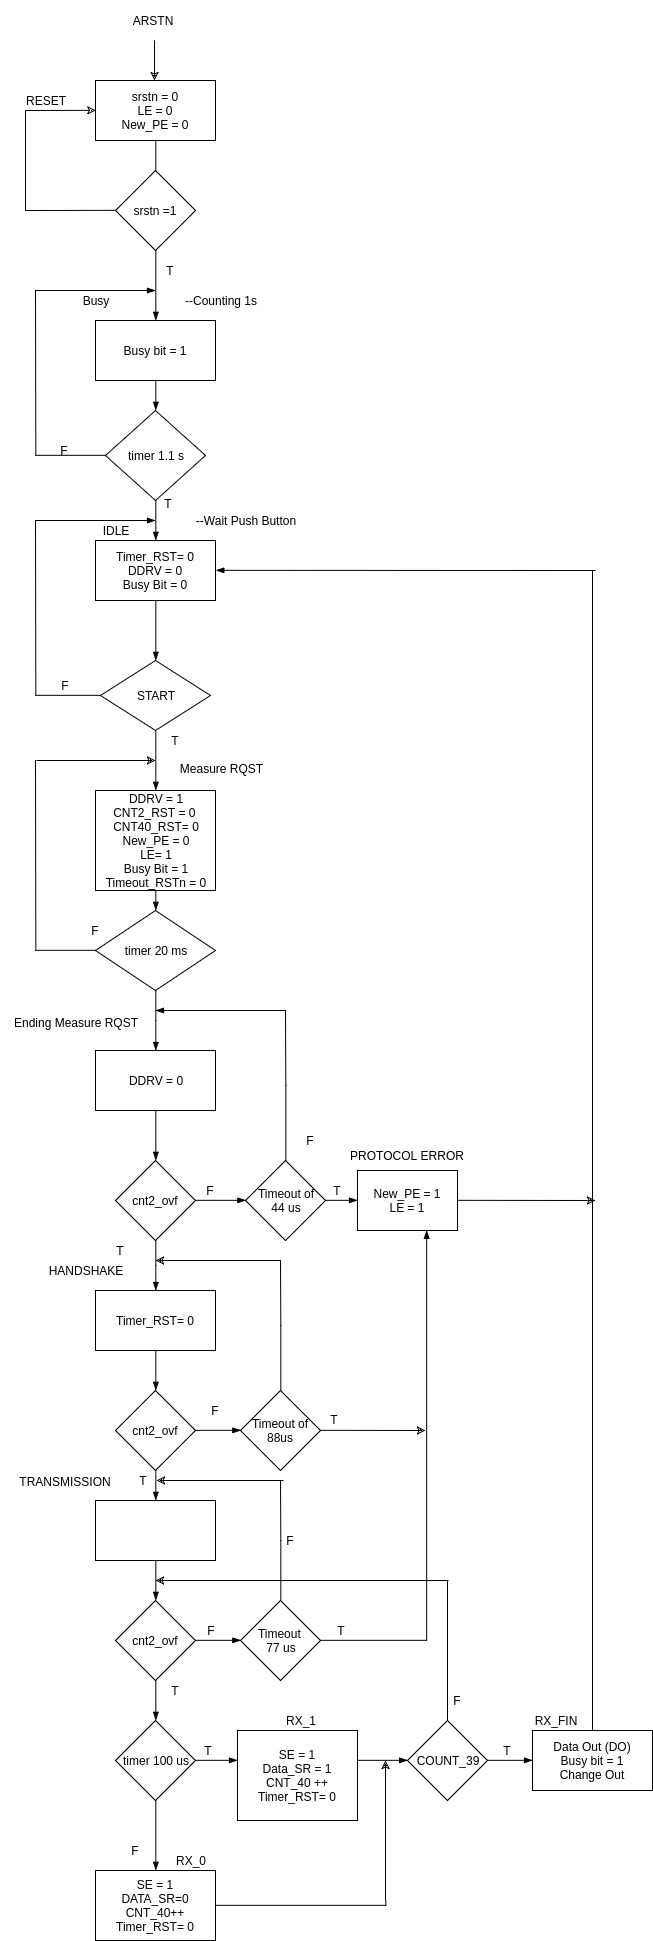 ARSTN
RESET
srstn = 0
LE = 0
New_PE = 0
srstn =1
T
Busy
--Counting 1s
Busy bit = 1
F
timer 1.1 s
T
--Wait Push Button
IDLE
Timer_RST= 0
DDRV = 0
Busy Bit = 0
F
START
T
Measure RQST
DDRV = 1
CNT2_RST = 0
CNT40_RST= 0
New_PE = 0
LE= 1
Busy Bit = 1
Timeout_RSTn = 0
F
timer 20 ms
Ending Measure RQST
DDRV = 0
F
PROTOCOL ERROR
cnt2_ovf
F
Timeout of
44 us
T
New_PE = 1
LE = 1
T
HANDSHAKE
Timer_RST= 0
cnt2_ovf
F
Timeout of
88us
T
TRANSMISSION
T
F
cnt2_ovf
F
Timeout
77 us
T
T
F
RX_1
RX_FIN
timer 100 us
T
SE = 1
Data_SR = 1
CNT_40 ++
Timer_RST= 0
COUNT_39
T
Data Out (DO)
Busy bit = 1
Change Out
F
RX_0
SE = 1
DATA_SR=0
CNT_40++
Timer_RST= 0